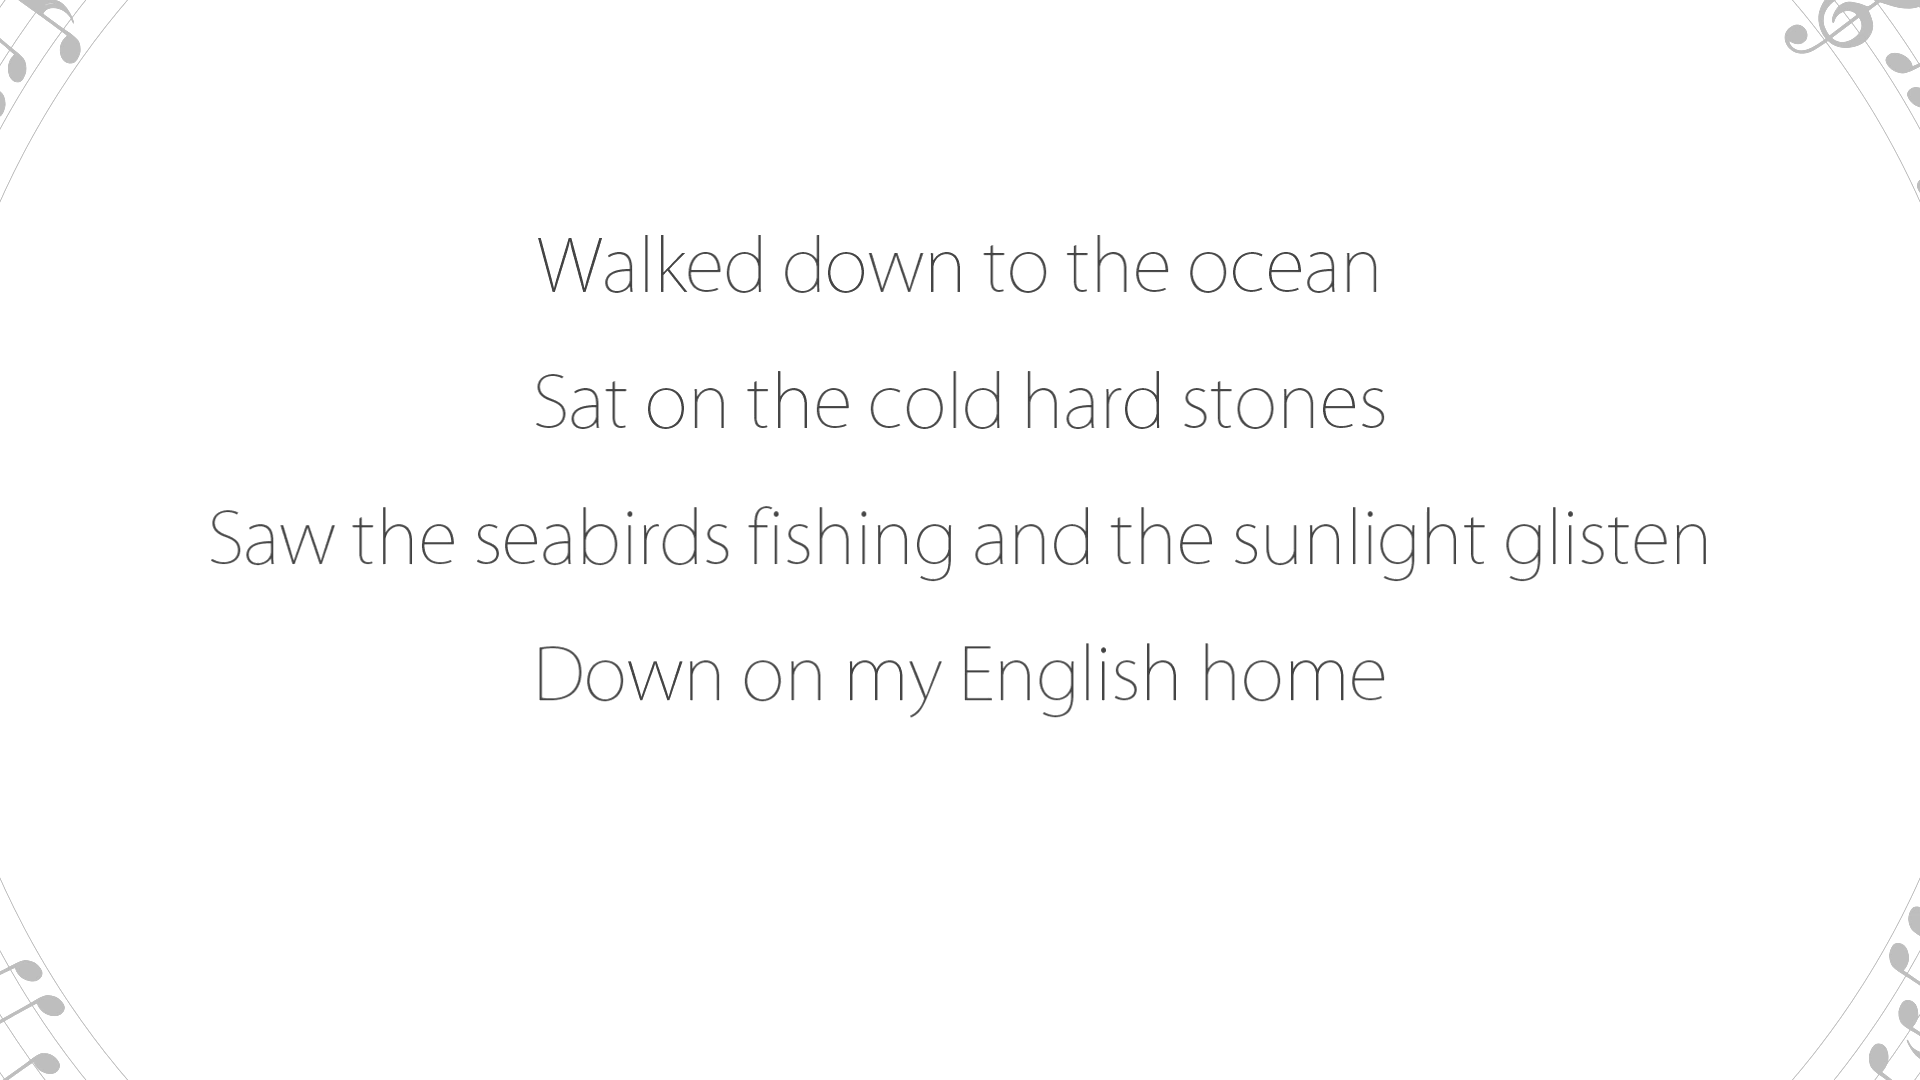 Walked down to the ocean
Sat on the cold hard stones
Saw the seabirds fishing and the sunlight glisten
Down on my English home